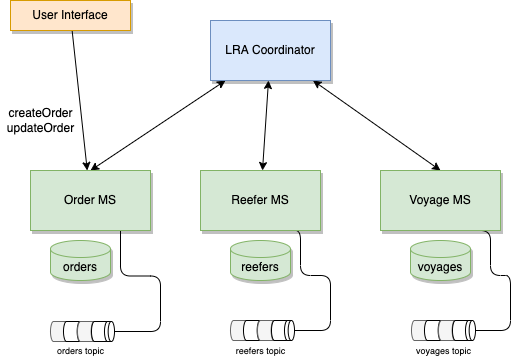 User Interface
LRA Coordinator
createOrder
updateOrder
Order MS
Reefer MS
Voyage MS
orders
reefers
voyages
orders topic
reefers topic
voyages topic